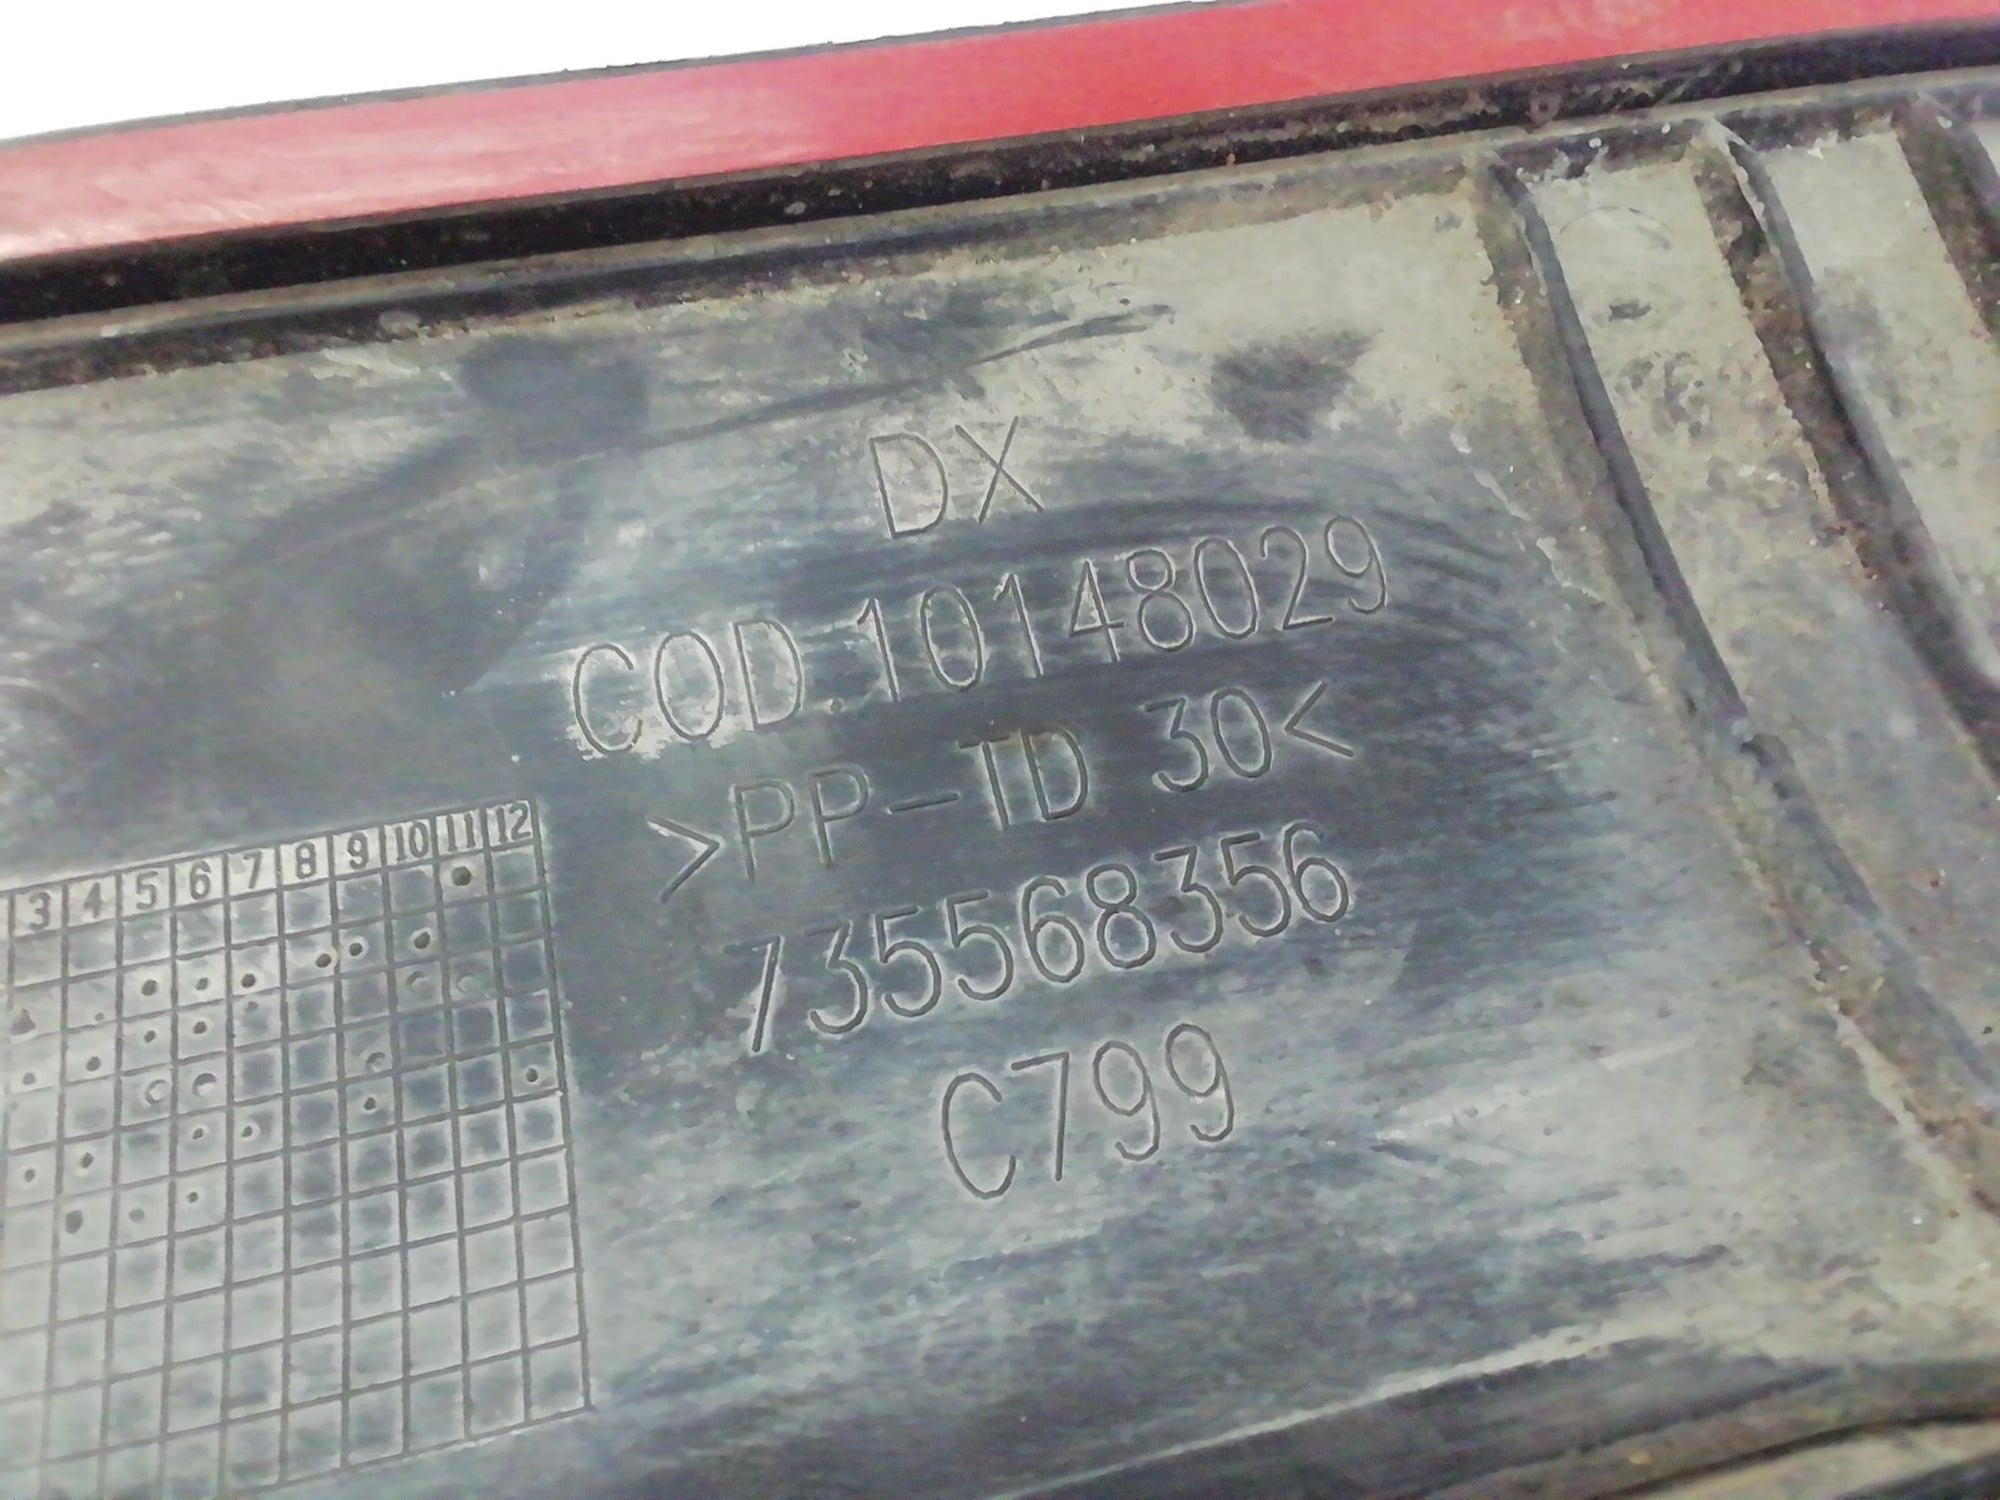 DX
COD.10148029
>PP-TD 30<
735568356
C799
3 4 5 6 7 8 9 10 11 12